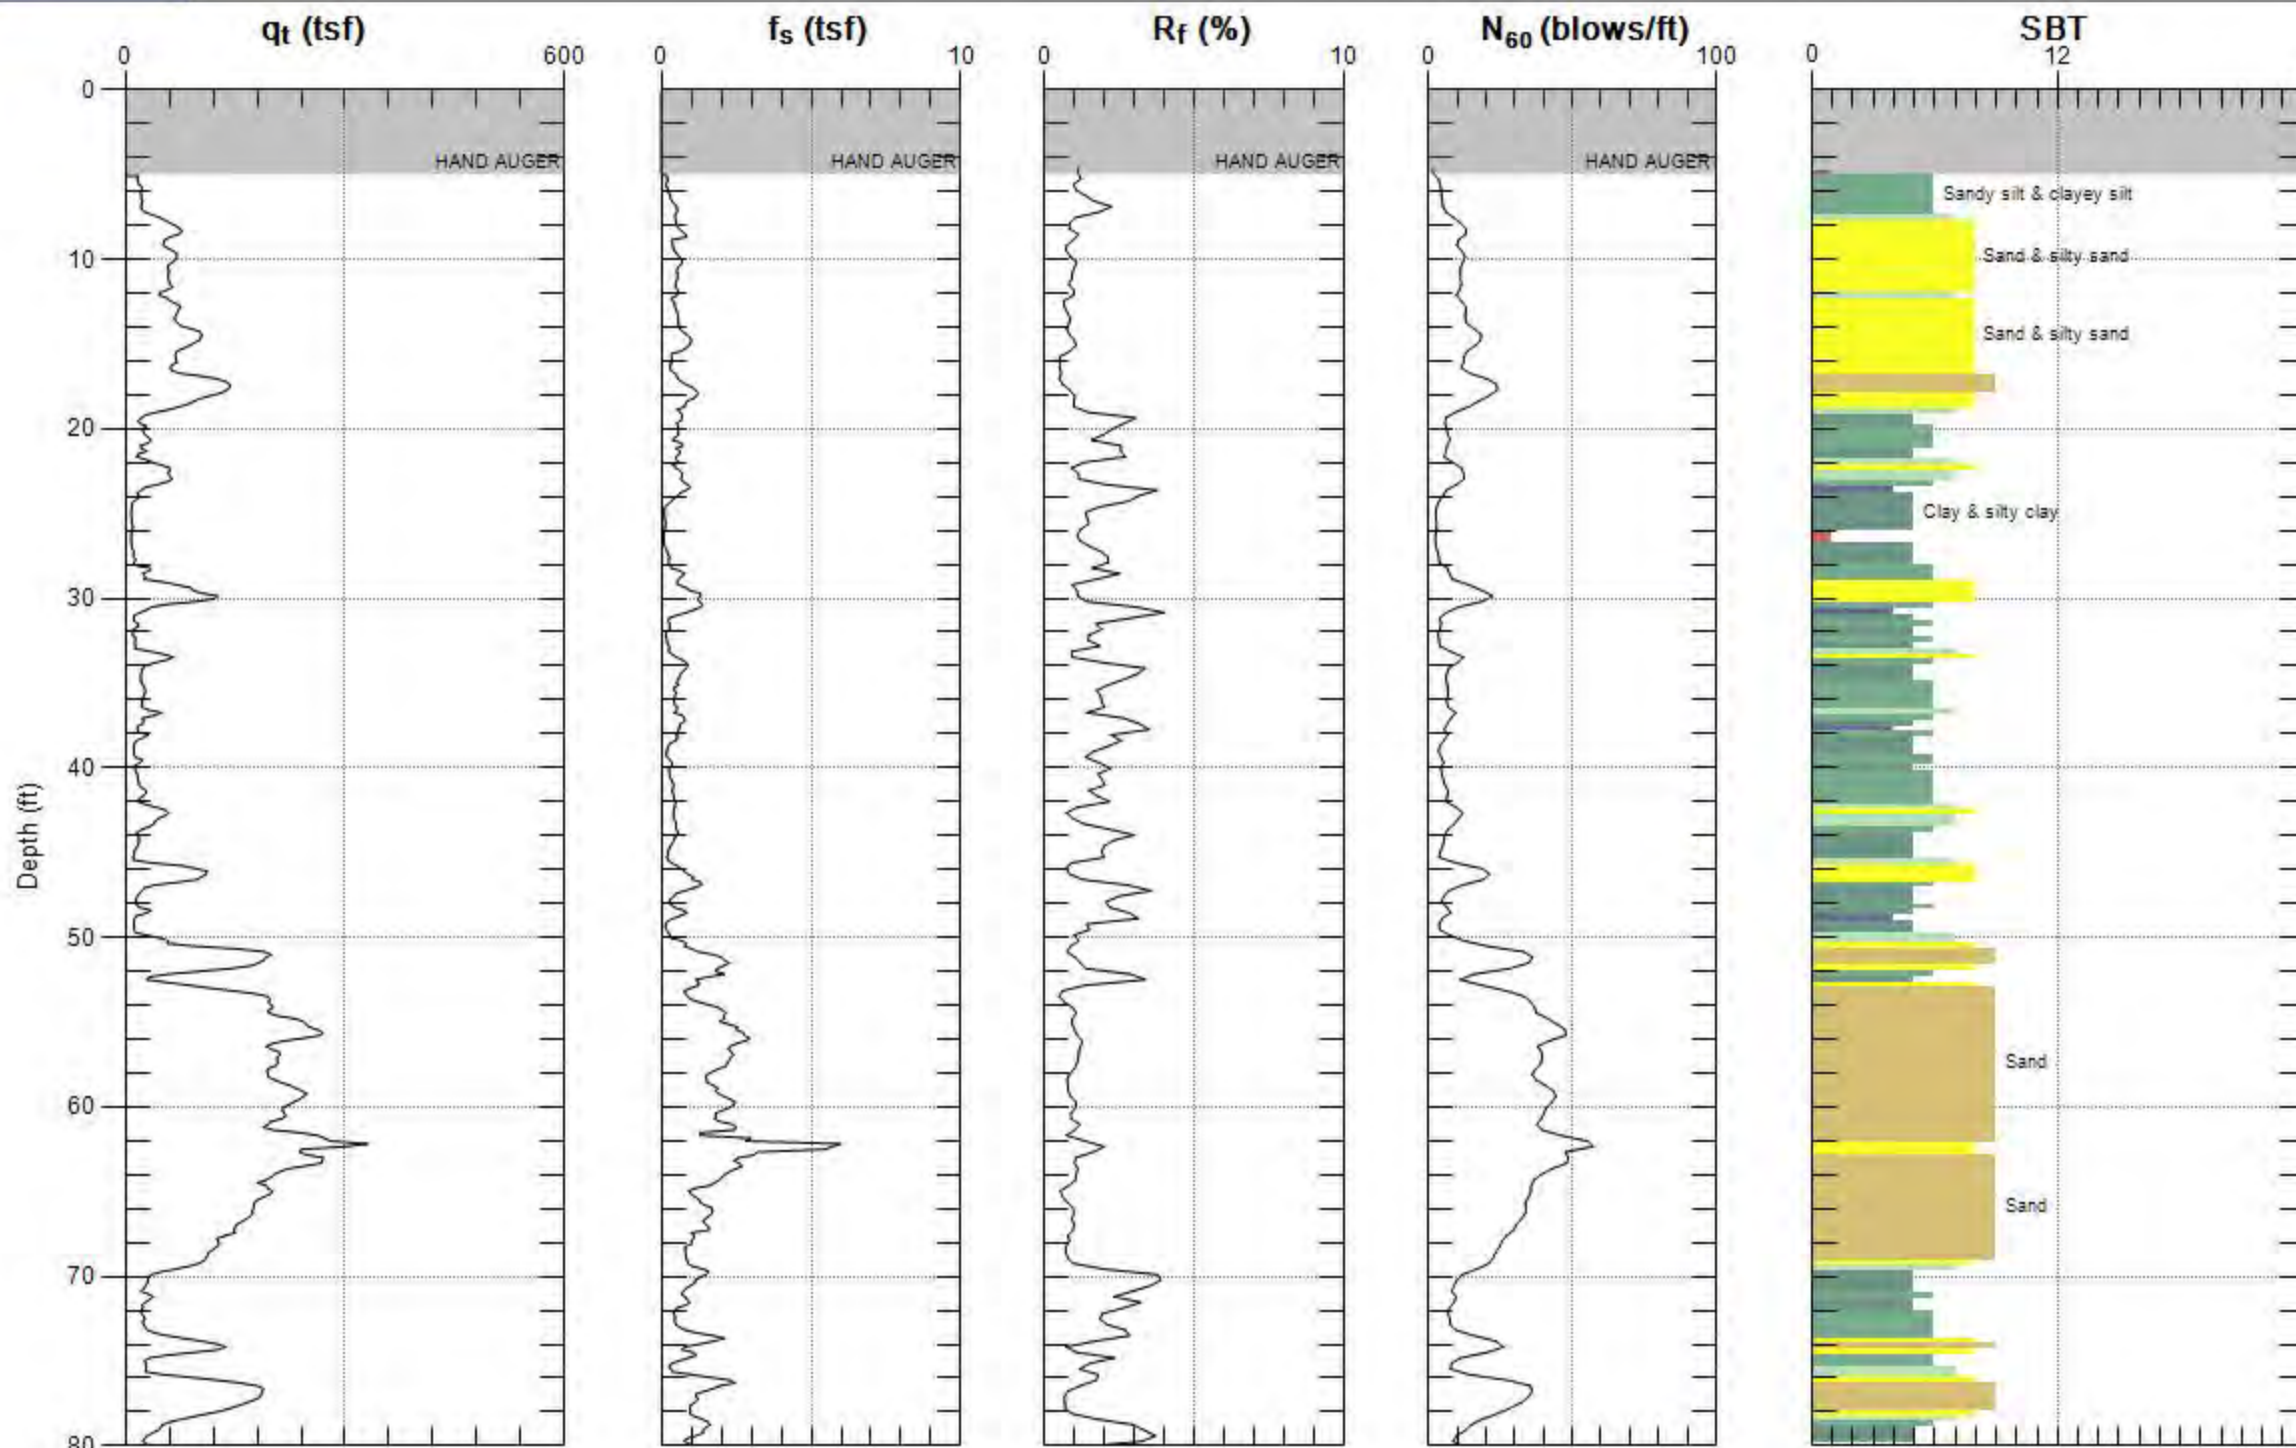 qt (tsf) fs (tsf) Rf (%) N60 (blows/ft) SBT
0 600 0 10 0 10 0 100 0 12
0
HAND AUGER HAND AUGER HAND AUGER HAND AUGER
Sandy silt & clayey silt
10 Sand & silty sand
Sand & silty sand
20
Clay & silty clay
30
40
Depth (ft)
50
Sand
60
Sand
70
80